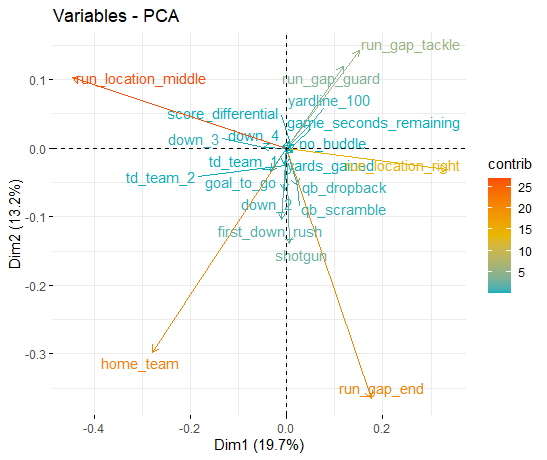 Variables - PCA
run_gap_tackle
run_location_middle
run_gap_guard
yardline_100
score_differential
game_seconds_remaining
down_4
down_3
no_huddle
td_team_1
yards_gained
run_location_right
td_team_2
goal_to_go
qb_dropback
down_2
qb_scramble
first_down_rush
shotgun
home_team
run_gap_end
0.1
0.0
-0.1
-0.2
-0.3
Dim2 (13.2%)
-0.4
-0.2
0.0
0.2
Dim1 (19.7%)
contrib
25
20
15
10
5